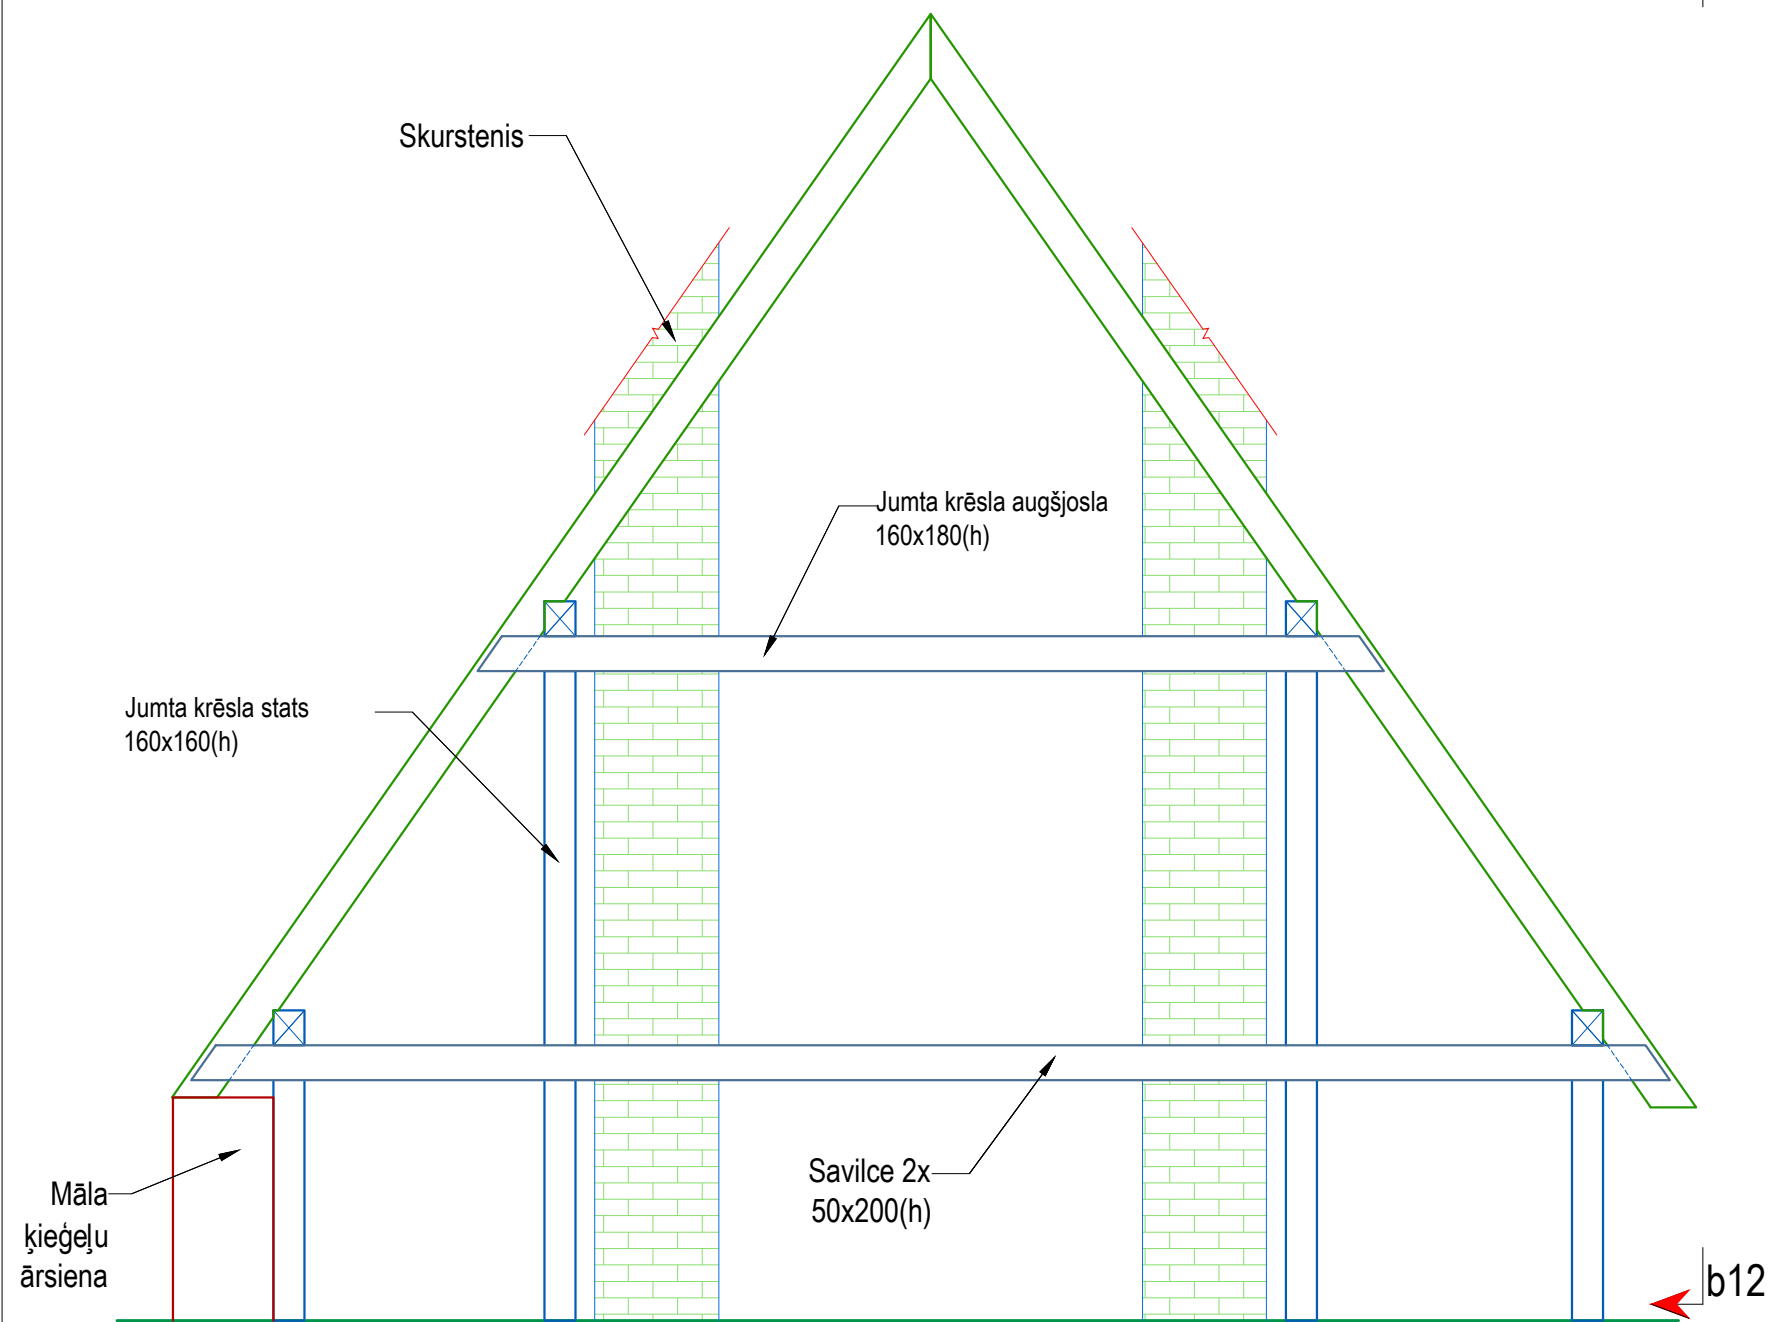 Skurstenis
Jumta krēsla augšjosla
160x180(h)
Jumta krēsla stats
160x160(h)
Savilce 2x
50x200(h)
Māla
ķieģeļu
ārsiena
b12